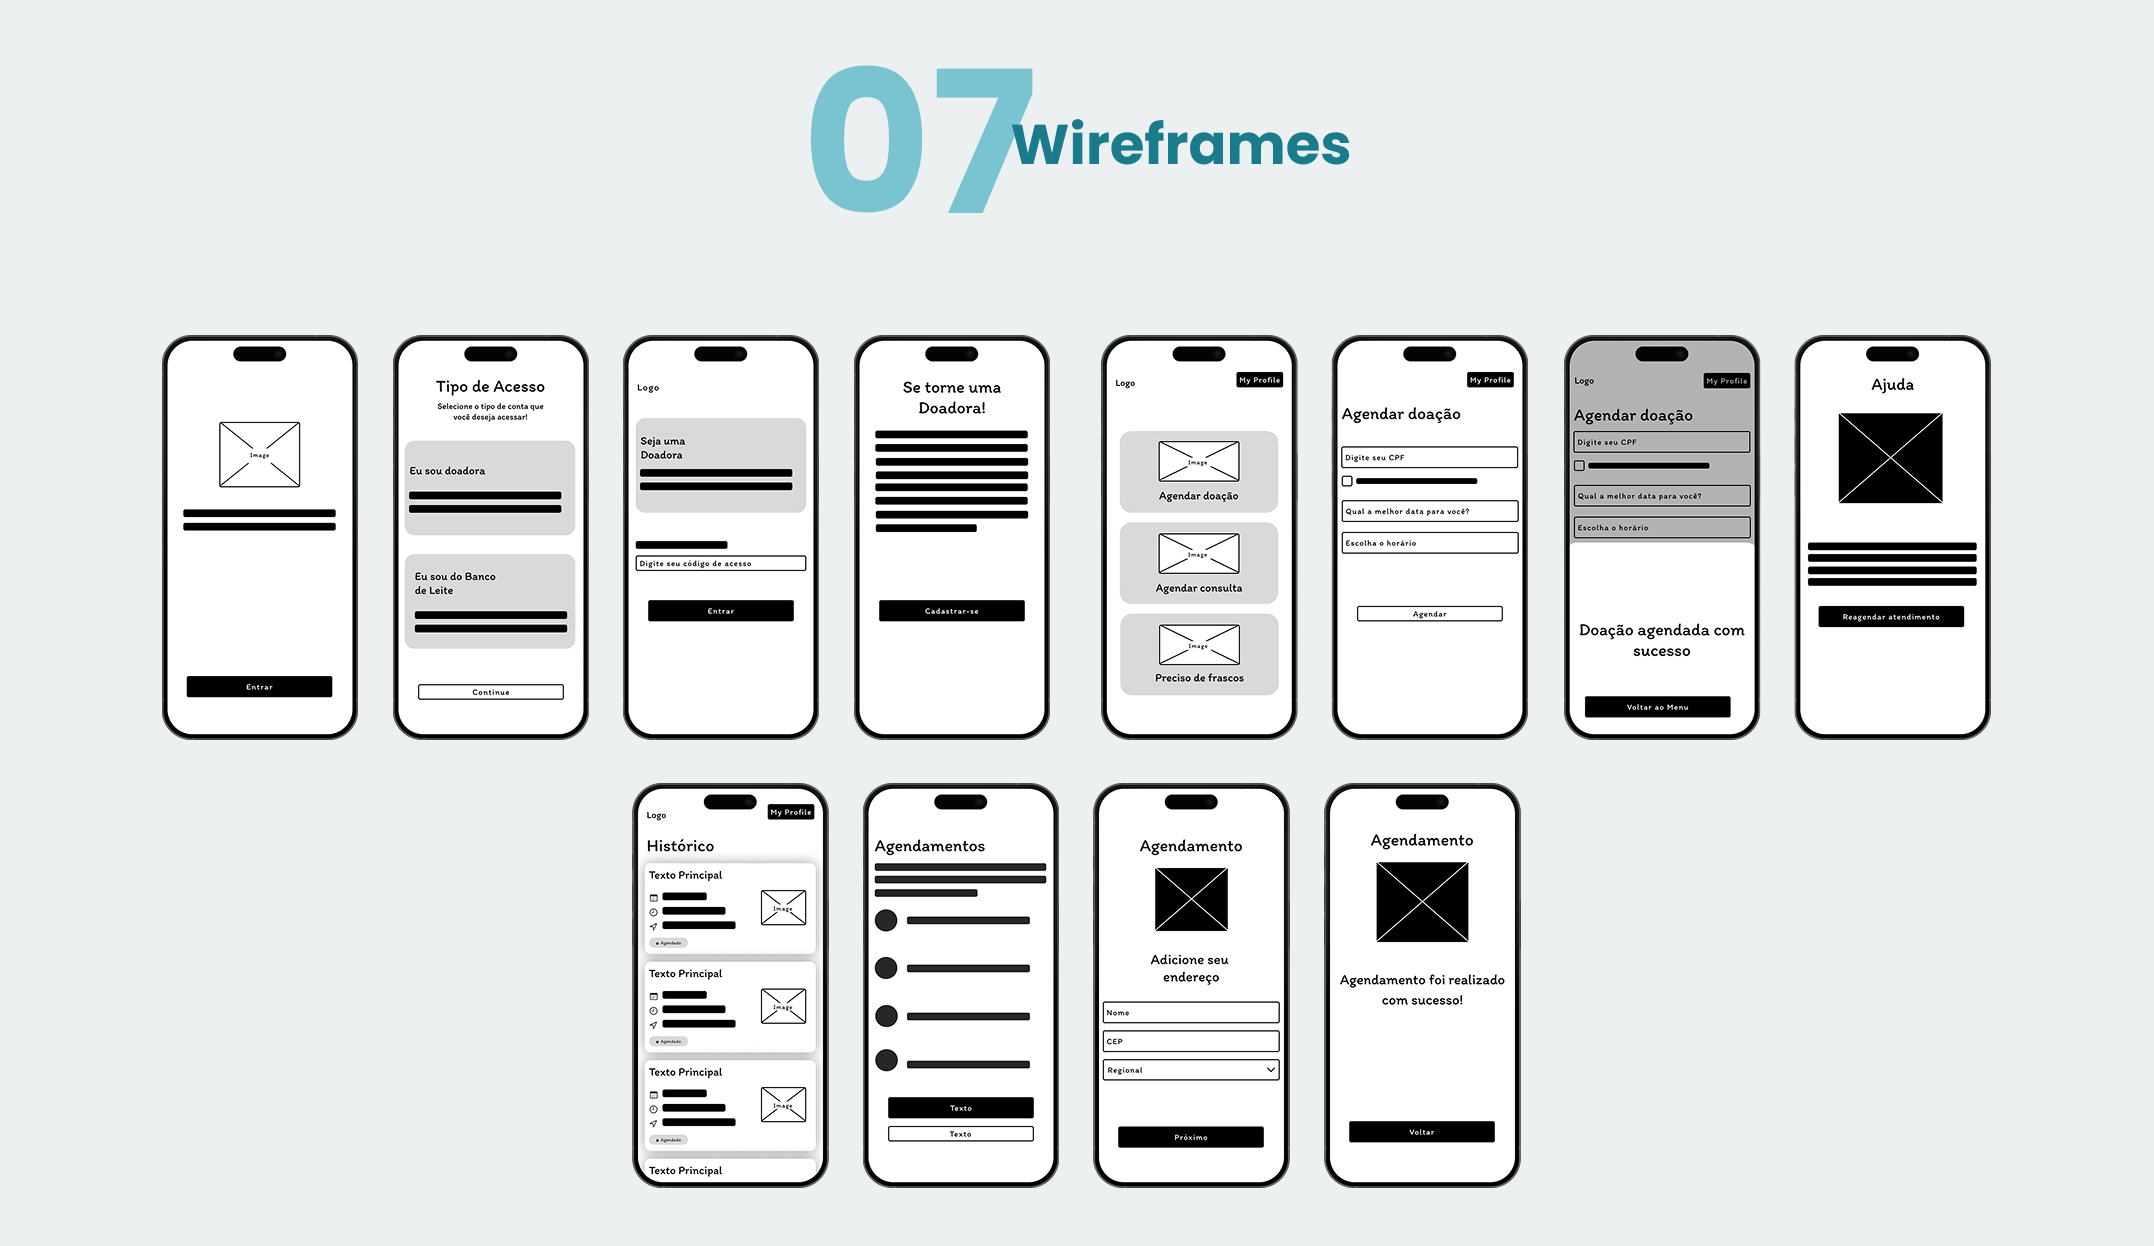 07
Wireframes
Image
Entrar
Tipo de Acesso
Selecione o tipo de conta que
você deseja acessar!
Eu sou doadora
Eu sou do Banco
de Leite
Continue
Logo
Seja uma
Doadora
Digite seu código de acesso
Entrar
Se torne uma
Doadora!
Cadastrar-se
Logo
My Profile
Image
Agendar doação
Image
Agendar consulta
Image
Preciso de frascos
My Profile
Agendar doação
Digite seu CPF
Qual a melhor data para você?
Escolha o horário
Agendar
Logo
My Profile
Agendar doação
Digite seu CPF
Qual a melhor data para você?
Escolha o horário
Doação agendada com
sucesso
Voltar ao Menu
Ajuda
Reagendar atendimento
Logo
My Profile
Histórico
Texto Principal
Image
Agendado
Texto Principal
Image
Agendado
Texto Principal
Image
Agendado
Texto Principal
Agendamentos
Texto
Texto
Agendamento
Adicione seu
endereço
Nome
CEP
Regional
Próximo
Agendamento
Agendamento foi realizado
com sucesso!
Voltar